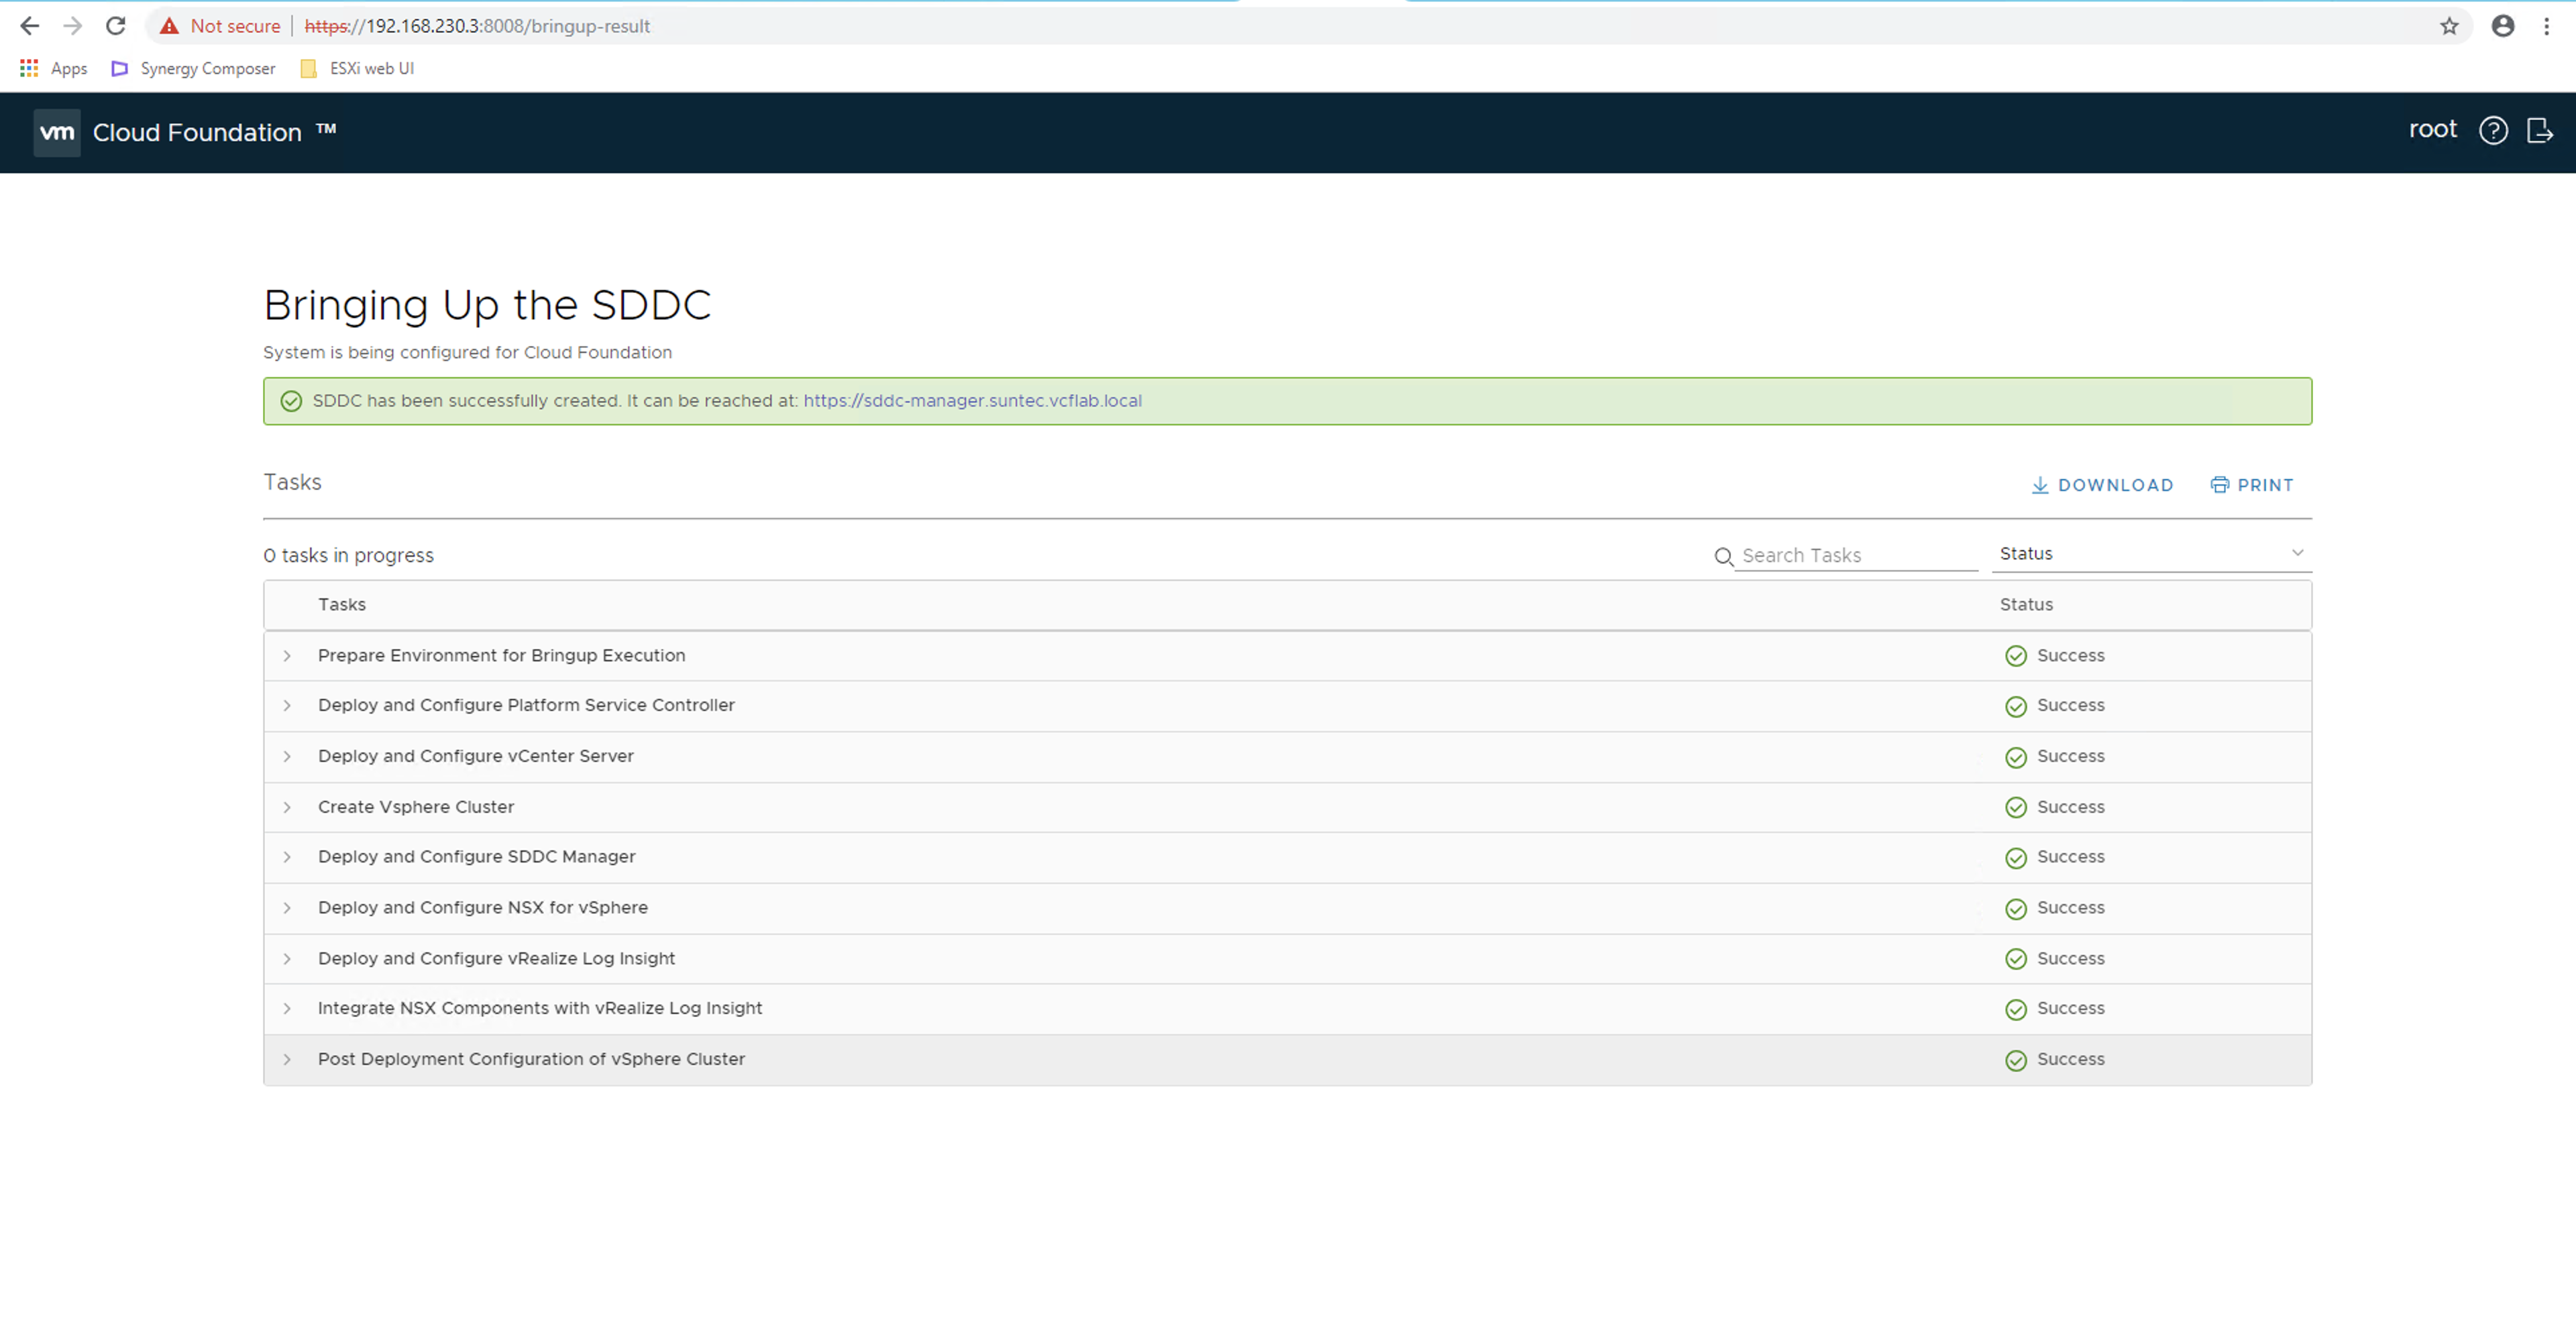 Not secure | https://192.168.230.3:8008/bringup-result
Apps Synergy Composer ESXi web UI
vm Cloud Foundation ™ root
Bringing Up the SDDC
System is being configured for Cloud Foundation
SDDC has been successfully created. It can be reached at: https://sddc-manager.suntec.vcflab.local
Tasks DOWNLOAD PRINT
0 tasks in progress Search Tasks Status
Tasks Status
Prepare Environment for Bringup Execution Success
Deploy and Configure Platform Service Controller Success
Deploy and Configure vCenter Server Success
Create Vsphere Cluster Success
Deploy and Configure SDDC Manager Success
Deploy and Configure NSX for vSphere Success
Deploy and Configure vRealize Log Insight Success
Integrate NSX Components with vRealize Log Insight Success
Post Deployment Configuration of vSphere Cluster Success